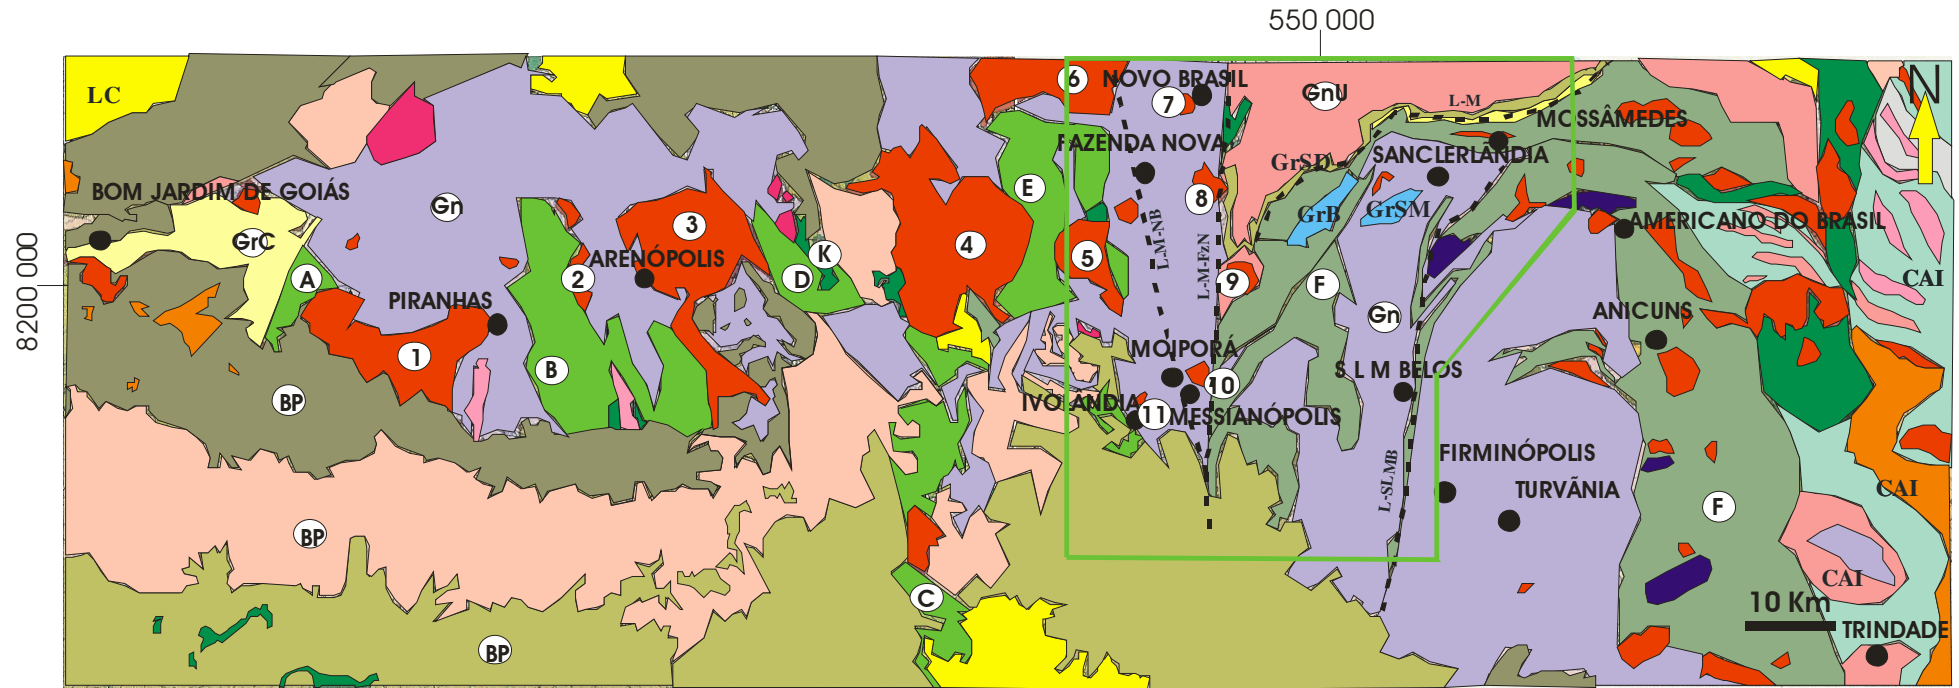 550 000
LC
6
NOVO BRASIL
7
GnU
L-M
N
MOSSÂMEDES
FAZENDA NOVA
GrSD
SANCLERLÂNDIA
BOM JARDIM DE GOIÁS
Gn
E
8
GrB
GrSM
AMERICANO DO BRASIL
3
GrC
K
4
L-M-NB
L-M-FzN
ARENÓPOLIS
5
A
2
D
9
F
CAI
8200 000
PIRANHAS
Gn
ANICUNS
1
MOIPORÁ
B
S L M BELOS
10
BP
IVOLÂNDIA
11
MESSIANÓPOLIS
FIRMINÓPOLIS
L-SLMB
TURVÂNIA
CAI
F
BP
CAI
C
10 Km
TRINDADE
BP